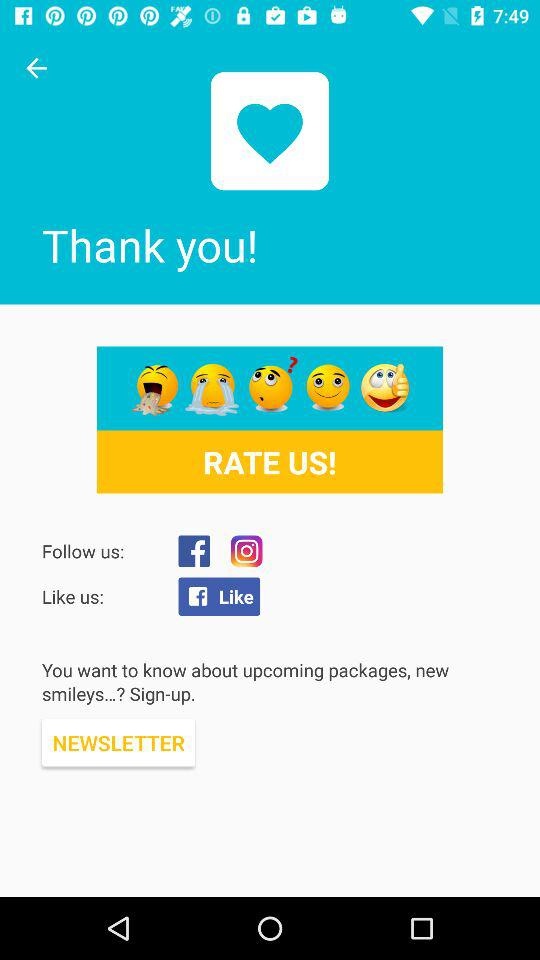 7:49
Thank you!
RATE US!
Follow us:
Like us:
Like
You want to know about upcoming packages, new
smileys...? Sign-up.
NEWSLETTER